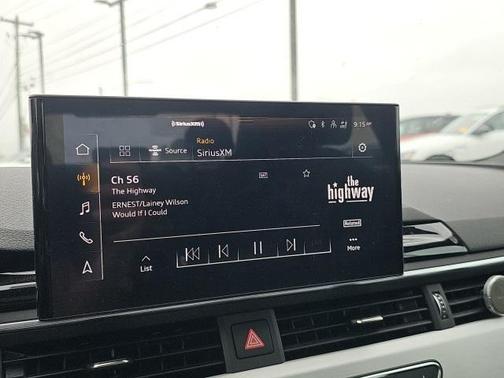 SiriusXM
9:15 AM
Radio
Source
SiriusXM
Ch 56
The Highway
ERNEST/Lainey Wilson
Would If I Could
the
highway
List
More